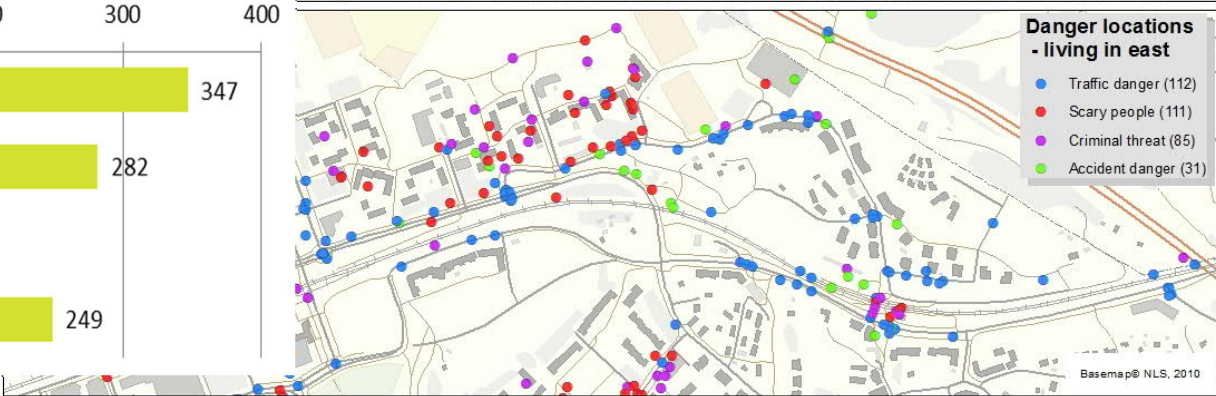 300 400
347
282
249
Danger locations
- living in east
Traffic danger (112)
Scary people (111)
Criminal threat (85)
Accident danger (31)
Basemap© NLS, 2010